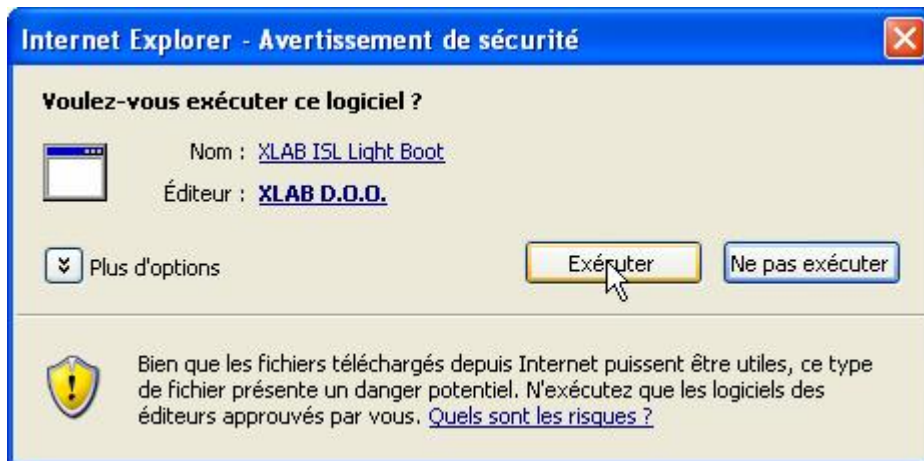 Internet Explorer - Avertissement de sécurité
Voulez-vous exécuter ce logiciel ?
Nom : XLAB ISL Light Boot
Éditeur : XLAB D.O.O.
Plus d'options
Exécuter
Ne pas exécuter
Bien que les fichiers téléchargés depuis Internet puissent être utiles, ce type
de fichier présente un danger potentiel. N'exécutez que les logiciels des
éditeurs approuvés par vous. Quels sont les risques ?